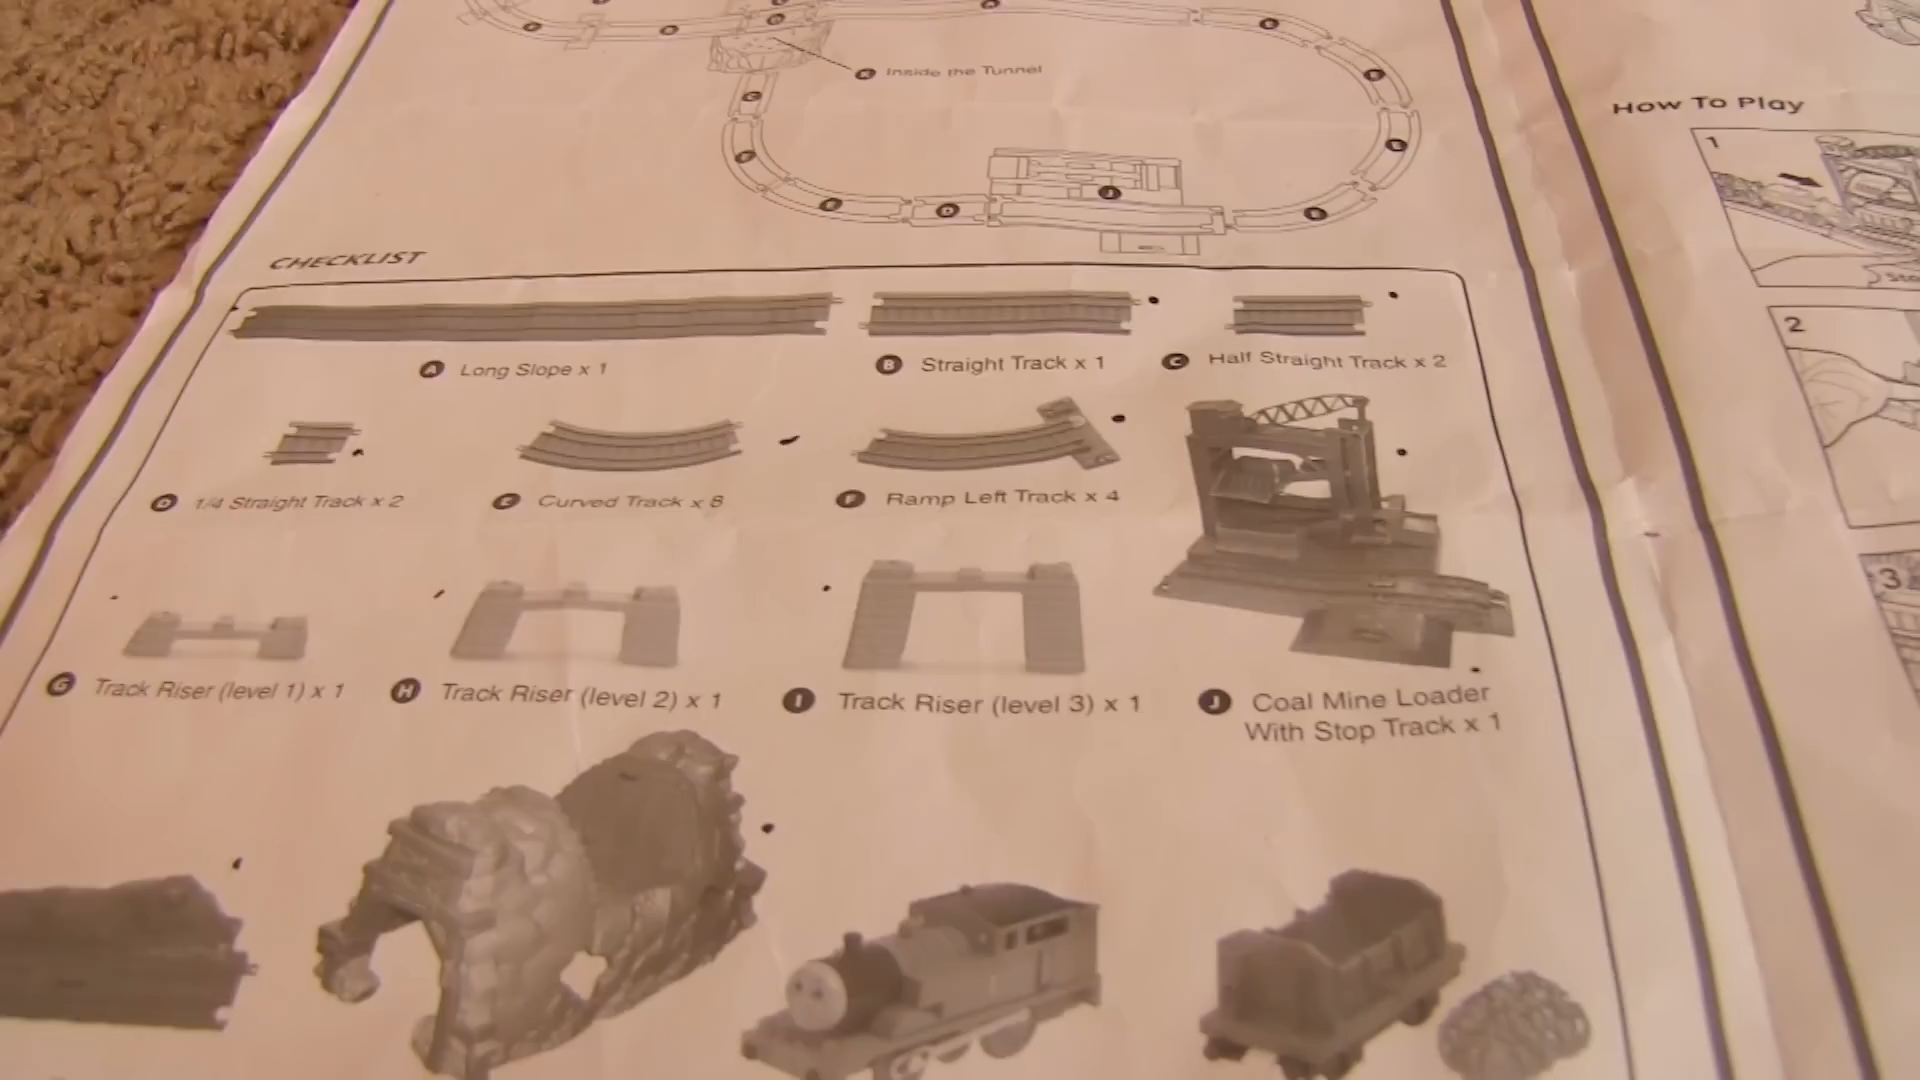 K Inside the Tunnel
How To Play
1
CHECKLIST
A Long Slope x 1
B Straight Track x 1
C Half Straight Track x 2
2
D 1/4 Straight Track x 2
E Curved Track x 8
F Ramp Left Track x 4
3
G Track Riser (level 1) x 1
H Track Riser (level 2) x 1
I Track Riser (level 3) x 1
J Coal Mine Loader
With Stop Track x 1